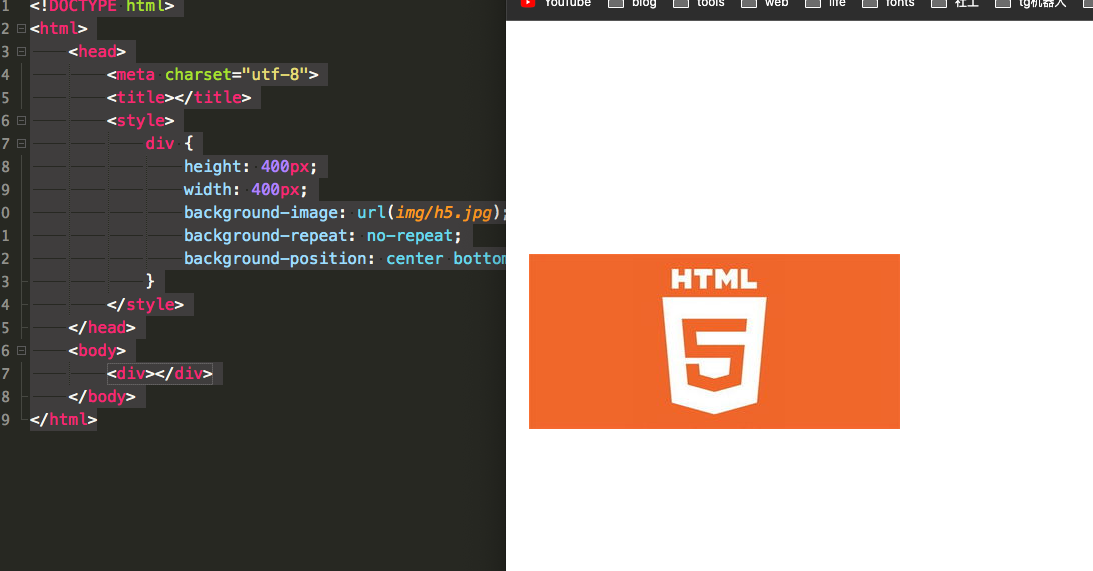 1 <!DOCTYPE html>
2 <html>
3 <head>
4 <meta charset="utf-8">
5 <title></title>
6 <style>
7 div {
8 height: 400px;
9 width: 400px;
0 background-image: url(img/h5.jpg);
1 background-repeat: no-repeat;
2 background-position: center bottom
3 }
4 </style>
5 </head>
6 <body>
7 <div></div>
8 </body>
9 </html>
YouTube blog tools web life fonts 社工 tg机器人
HTML
5